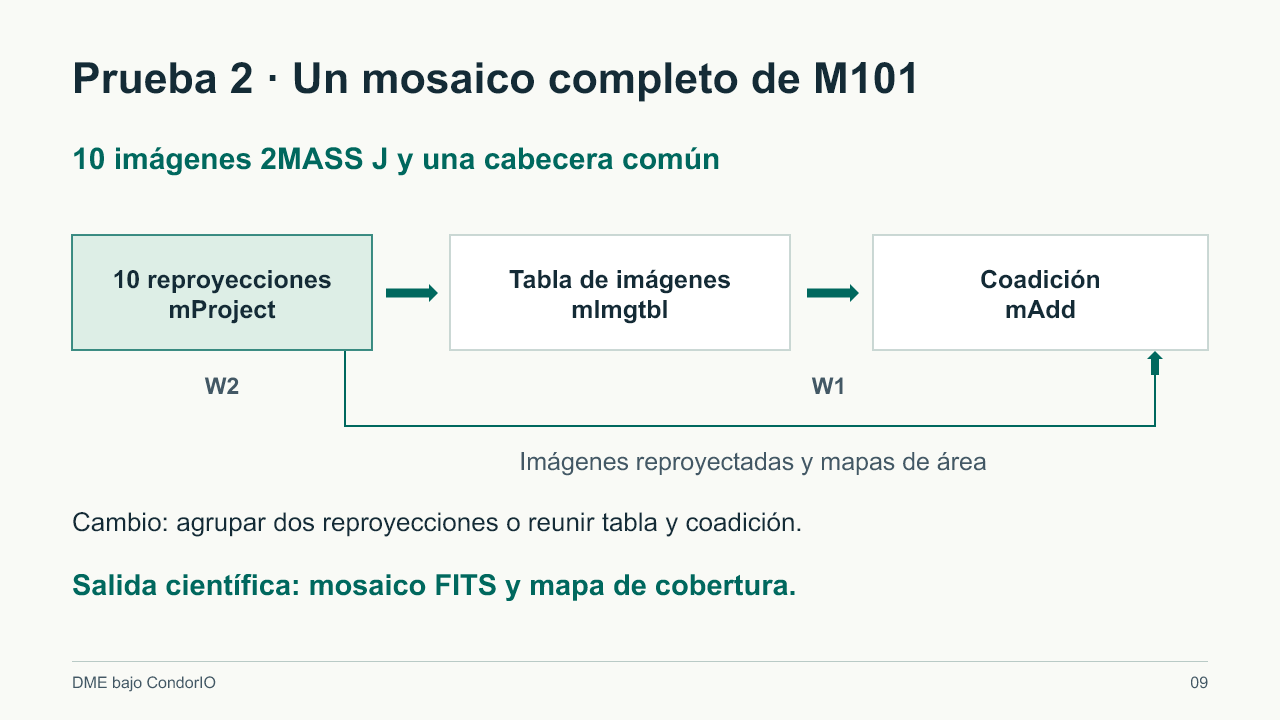 Prueba 2 · Un mosaico completo de M101
10 imágenes 2MASS J y una cabecera común
10 reproyecciones
mProject
Tabla de imágenes
mImgtbl
Coadición
mAdd
W2
W1
Imágenes reproyectadas y mapas de área
Cambio: agrupar dos reproyecciones o reunir tabla y coadición.
Salida científica: mosaico FITS y mapa de cobertura.
DME bajo CondorIO
09